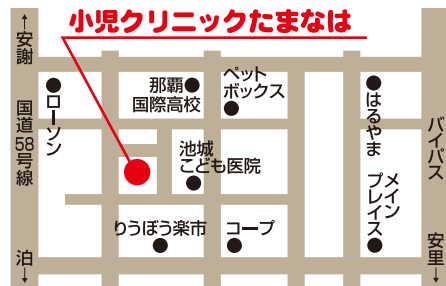 小児クリニックたまなは
↑
安謝
国道58号線
泊
↓
ローソン
那覇
国際高校
ペット
ボックス
はるやま
バイパス
池城
こども医院
メイン
プレイス
りうぼう楽市
コープ
安里
↓